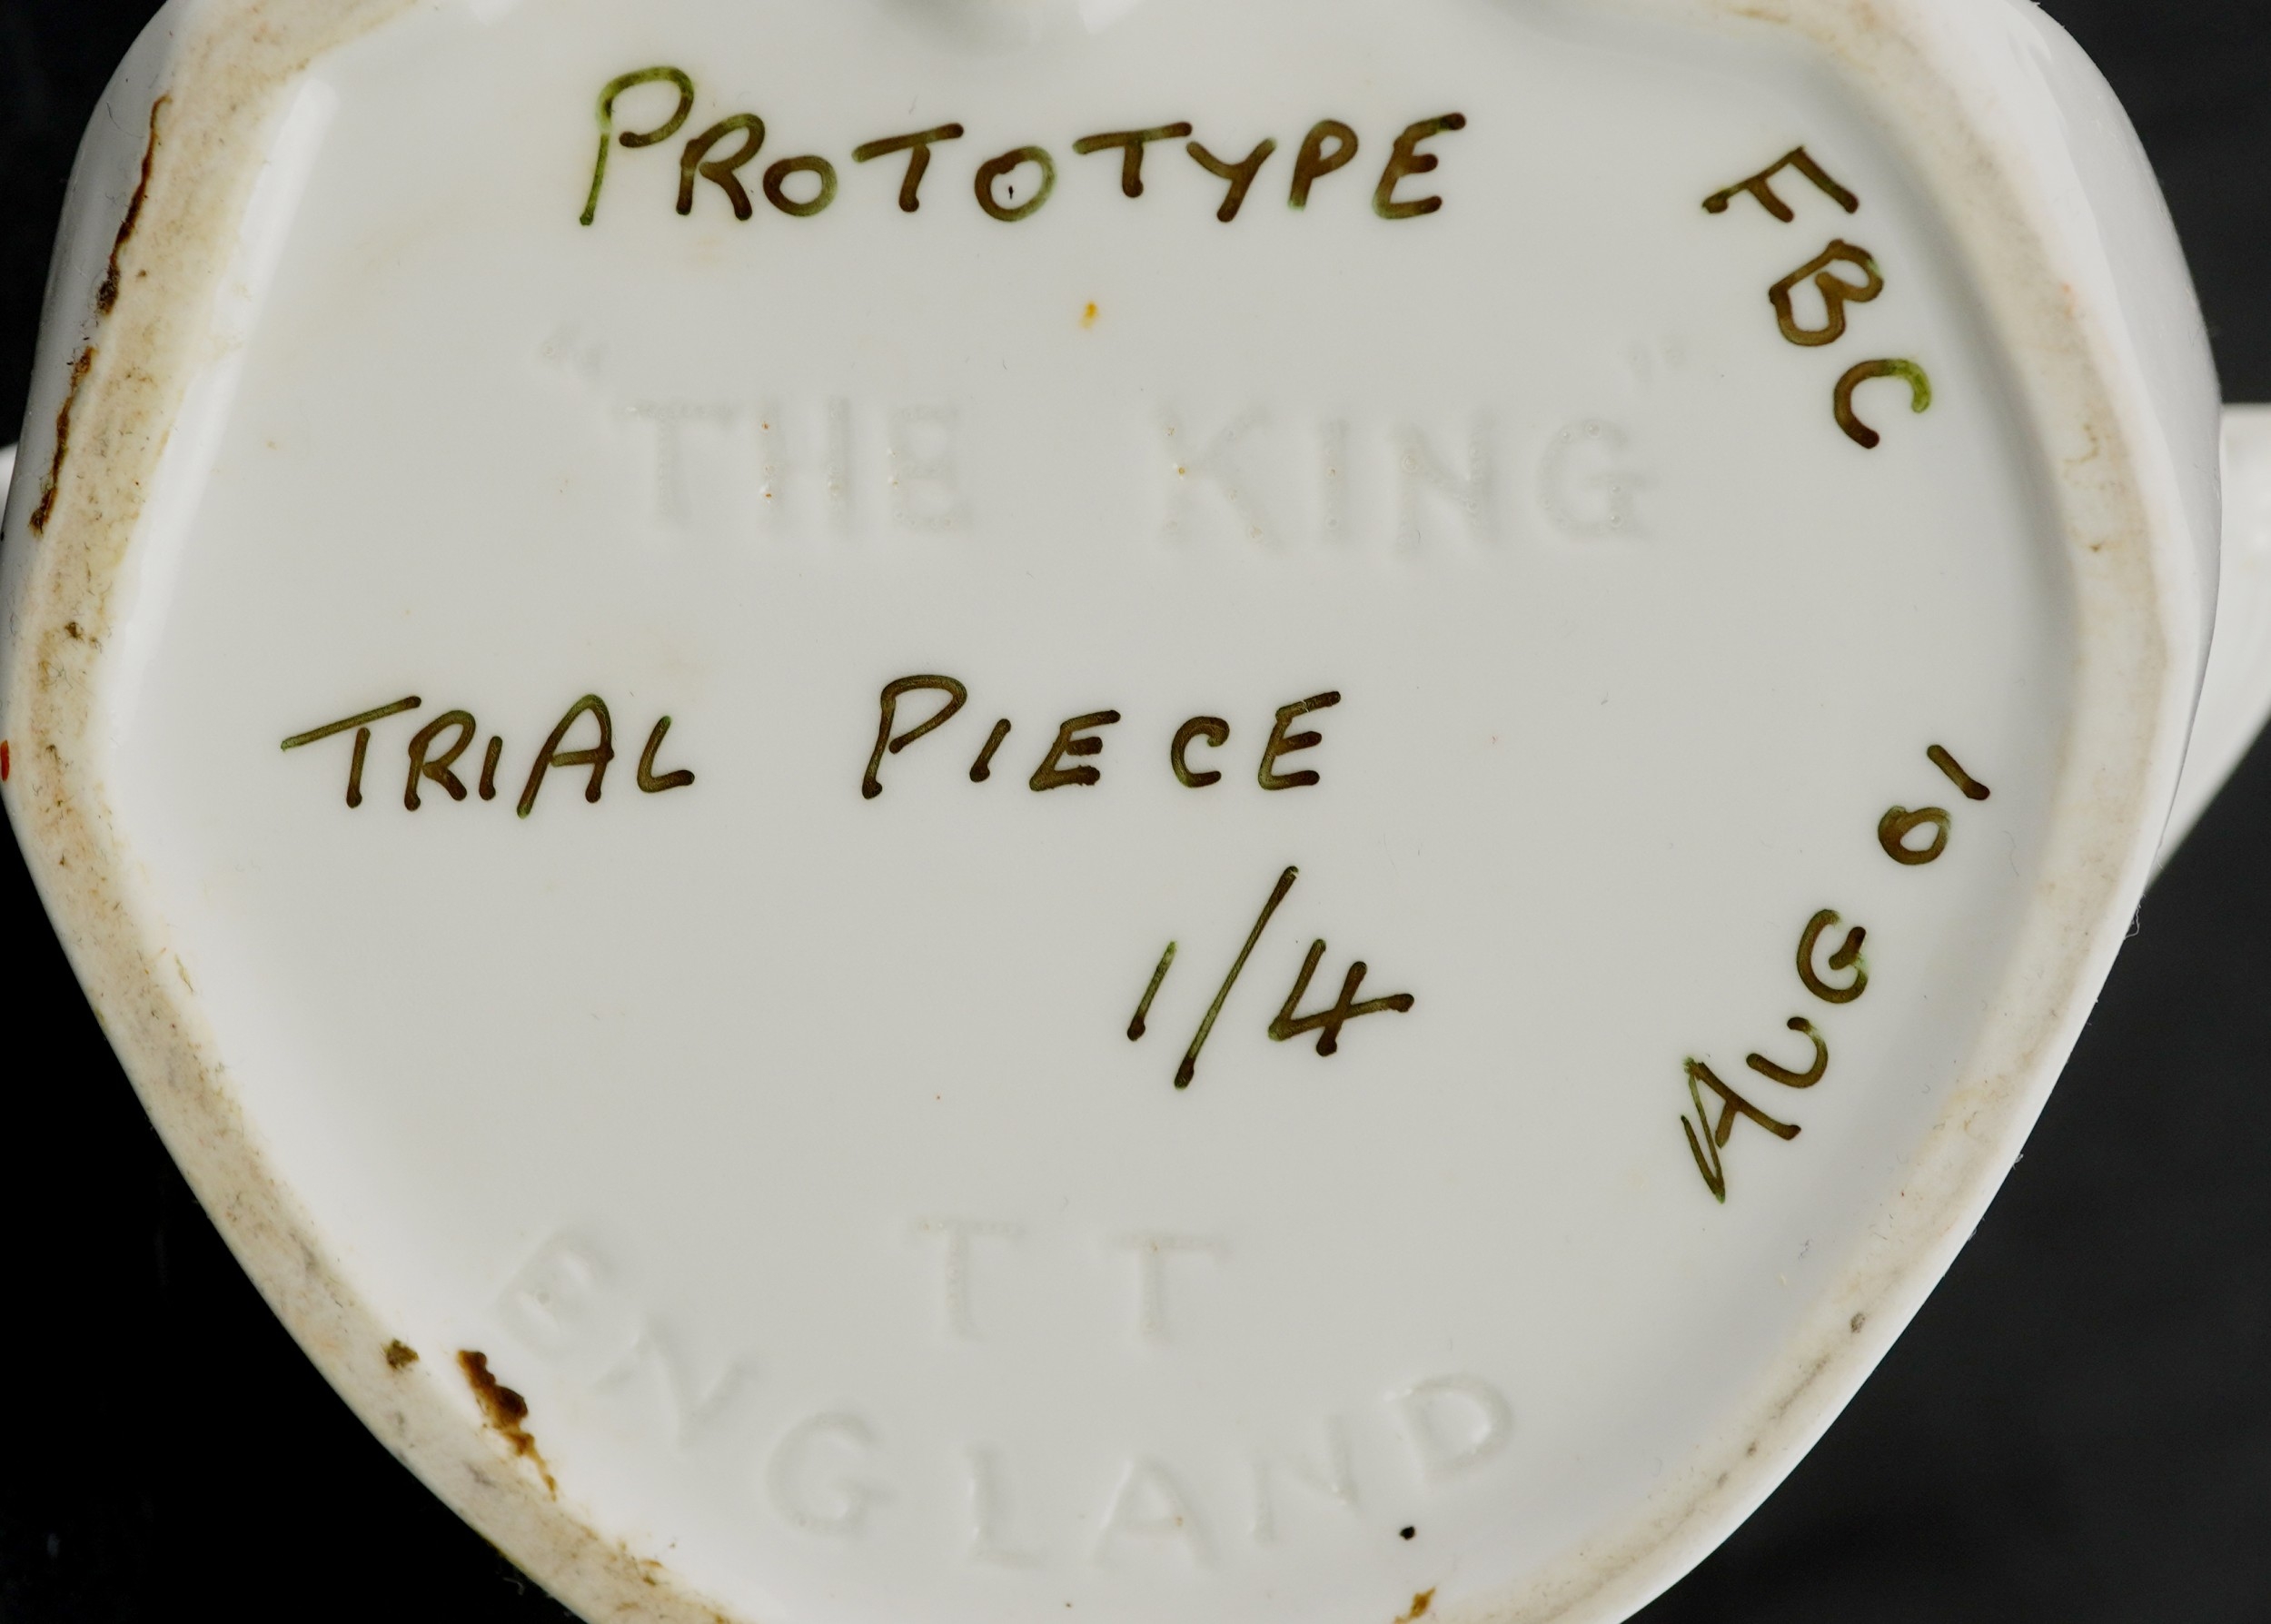 PROTOTYPE
FBC
"THE KING"
TRIAL PIECE
1/4
AUG 01
TT
ENGLAND